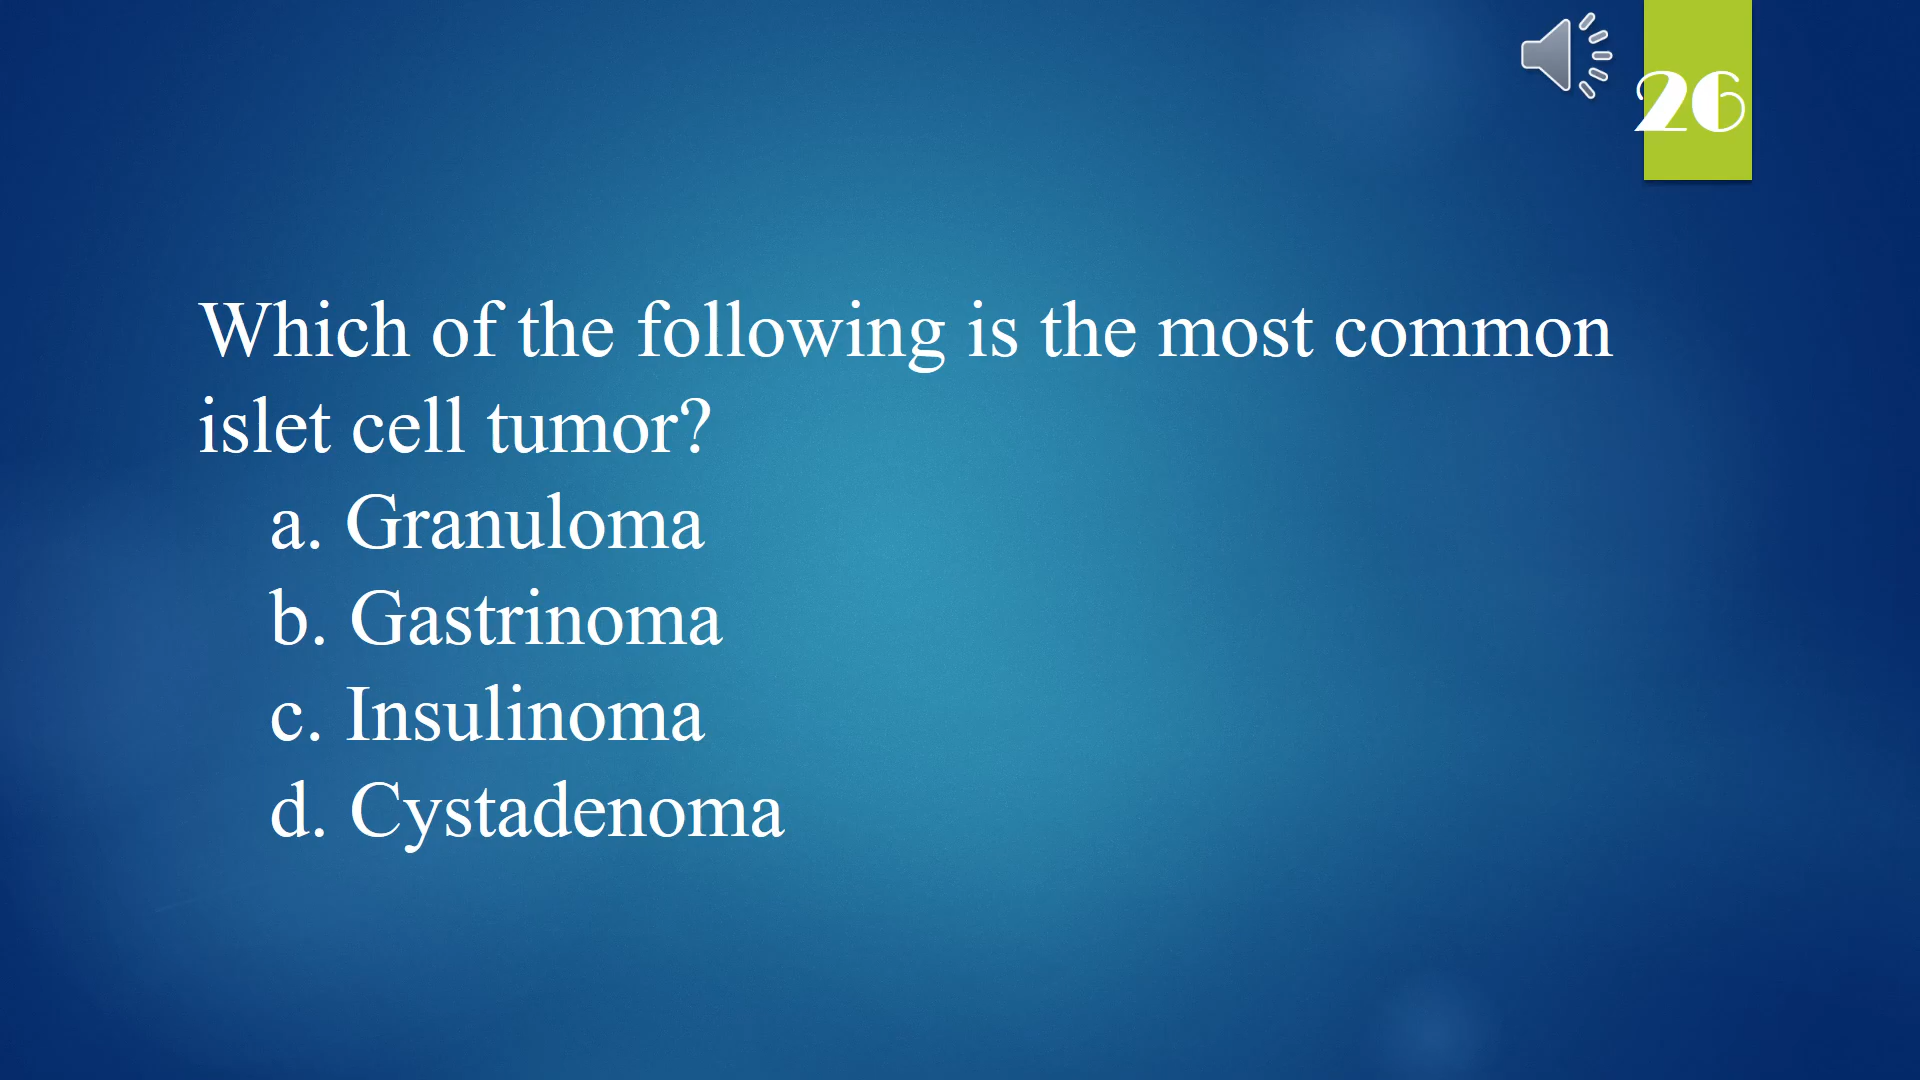 26
Which of the following is the most common
islet cell tumor?
a. Granuloma
b. Gastrinoma
c. Insulinoma
d. Cystadenoma